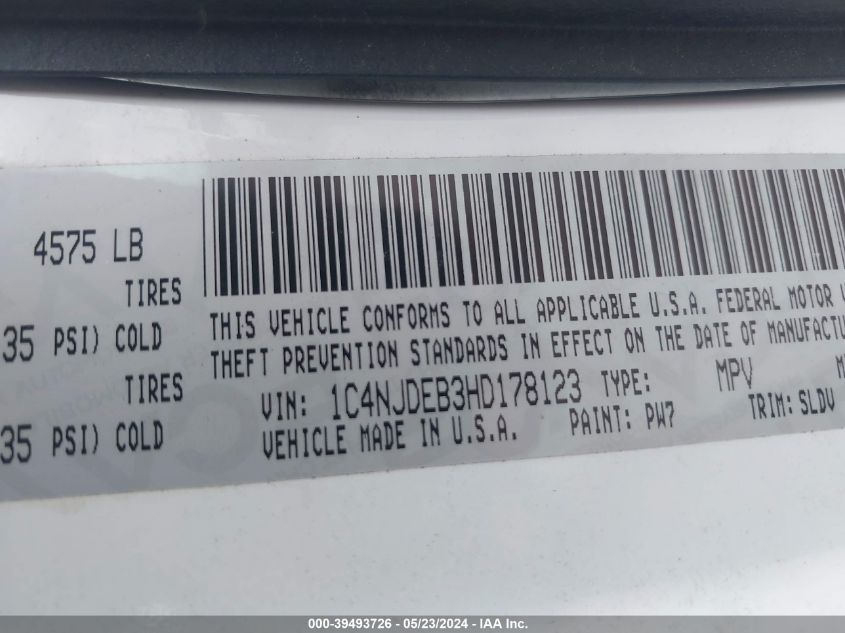 4575 LB
TIRES
35 PSI) COLD
TIRES
35 PSI) COLD
THIS VEHICLE CONFORMS TO ALL APPLICABLE U.S.A. FEDERAL MOTOR
THEFT PREVENTION STANDARDS IN EFFECT ON THE DATE OF MANUFACTU
VIN: 1C4NJDEB3HD178123 TYPE: MPV
VEHICLE MADE IN U.S.A. PAINT: PW7 TRIM: SLDV
000-39493726 - 05/23/2024 - IAA Inc.